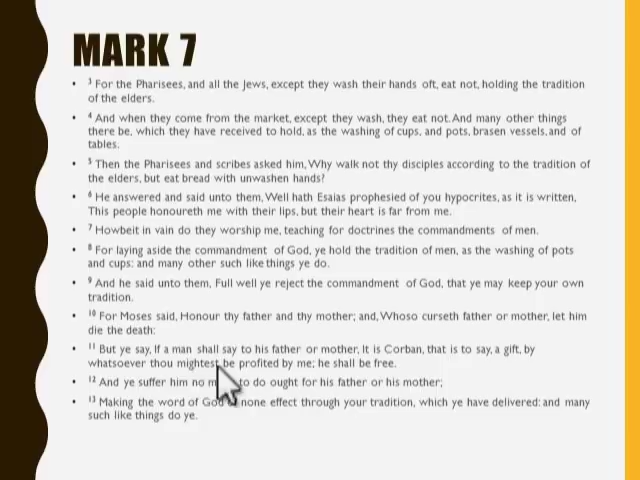 MARK 7
• 3 For the Pharisees, and all the Jews, except they wash their hands oft, eat not, holding the tradition
of the elders.
• 4 And when they come from the market, except they wash, they eat not. And many other things
there be, which they have received to hold, as the washing of cups, and pots, brasen vessels, and of
tables.
• 5 Then the Pharisees and scribes asked him, Why walk not thy disciples according to the tradition of
the elders, but eat bread with unwashen hands?
• 6 He answered and said unto them, Well hath Esaias prophesied of you hypocrites, as it is written,
This people honoureth me with their lips, but their heart is far from me.
• 7 Howbeit in vain do they worship me, teaching for doctrines the commandments of men.
• 8 For laying aside the commandment of God, ye hold the tradition of men, as the washing of pots
and cups: and many other such like things ye do.
• 9 And he said unto them, Full well ye reject the commandment of God, that ye may keep your own
tradition.
• 10 For Moses said, Honour thy father and thy mother; and, Whoso curseth father or mother, let him
die the death:
• 11 But ye say, If a man shall say to his father or mother, It is Corban, that is to say, a gift, by
whatsoever thou mightest be profited by me; he shall be free.
• 12 And ye suffer him no to do ought for his father or his mother;
• 13 Making the word of God none effect through your tradition, which ye have delivered: and many
such like things do ye.